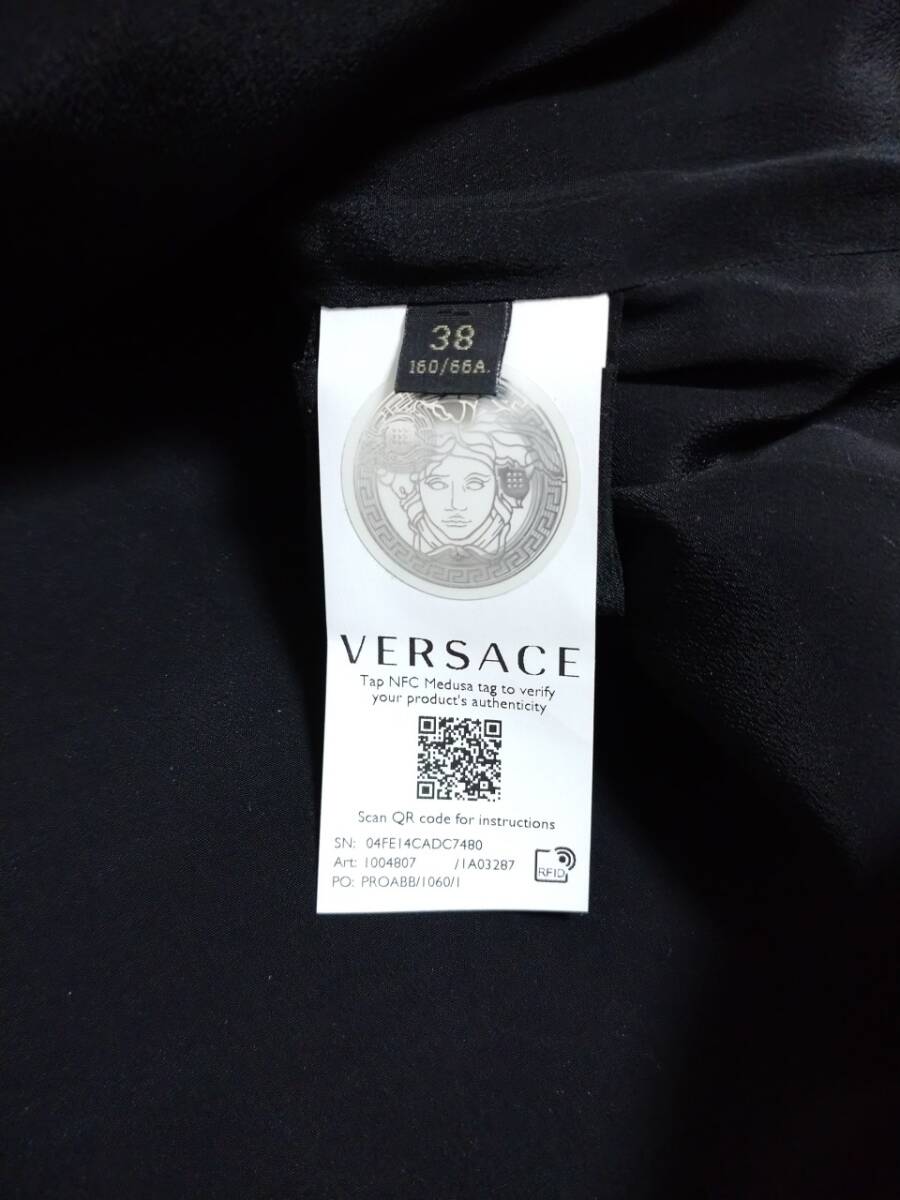 38
160/66A.
VERSACE
Tap NFC Medusa tag to verify
your product's authenticity
Scan QR code for instructions
SN: 04FE14CADC7480
Art: 1004807 /1A03287
PO: PROABB/1060/1
RFID